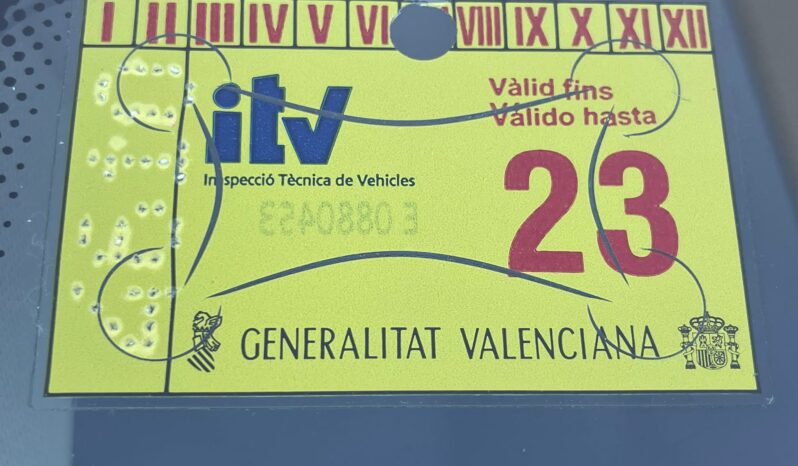 I II III IV V VI VIII IX X XI XII
Vàlid fins
Válido hasta
itv
23
Inspecció Tècnica de Vehicles
E 0880453
GENERALITAT VALENCIANA